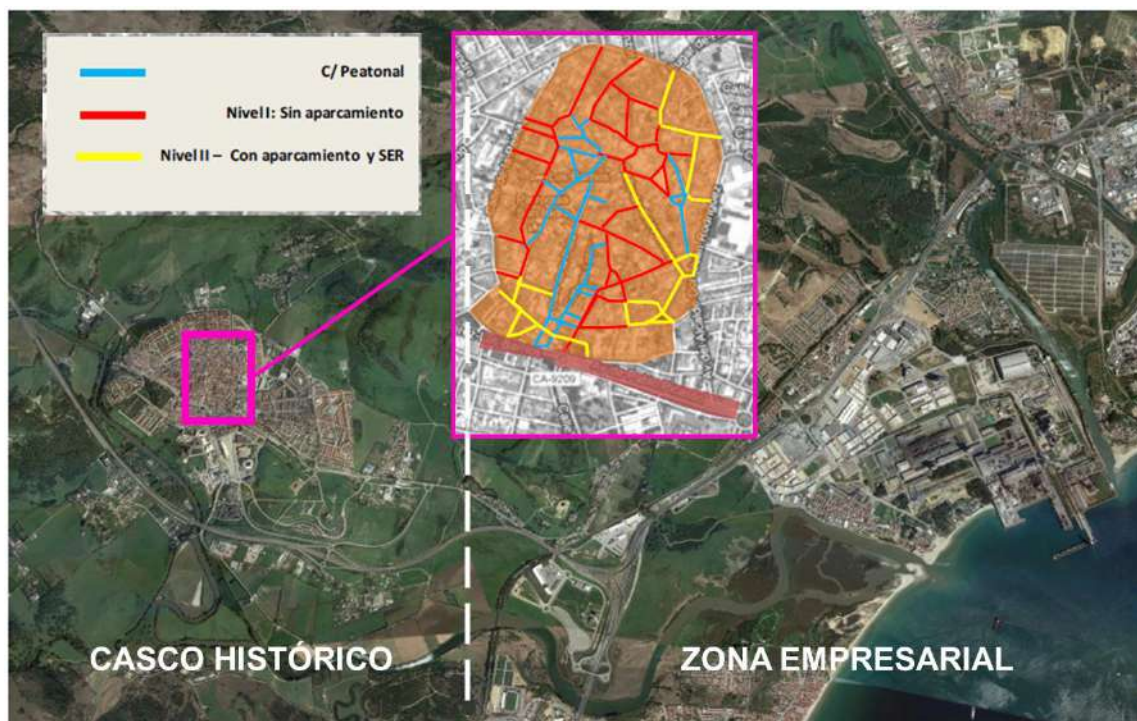 C/ Peatonal
Nivel I: Sin aparcamiento
Nivel II – Con aparcamiento y SER
CA-9209
CASCO HISTÓRICO
ZONA EMPRESARIAL